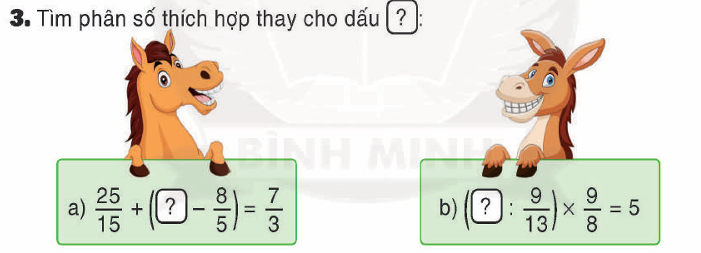 3. Tìm phân số thích hợp thay cho dấu ?:
BÌNH MINH
a) 25/15 + (? − 8/5) = 7/3
b) (? : 9/13) × 9/8 = 5